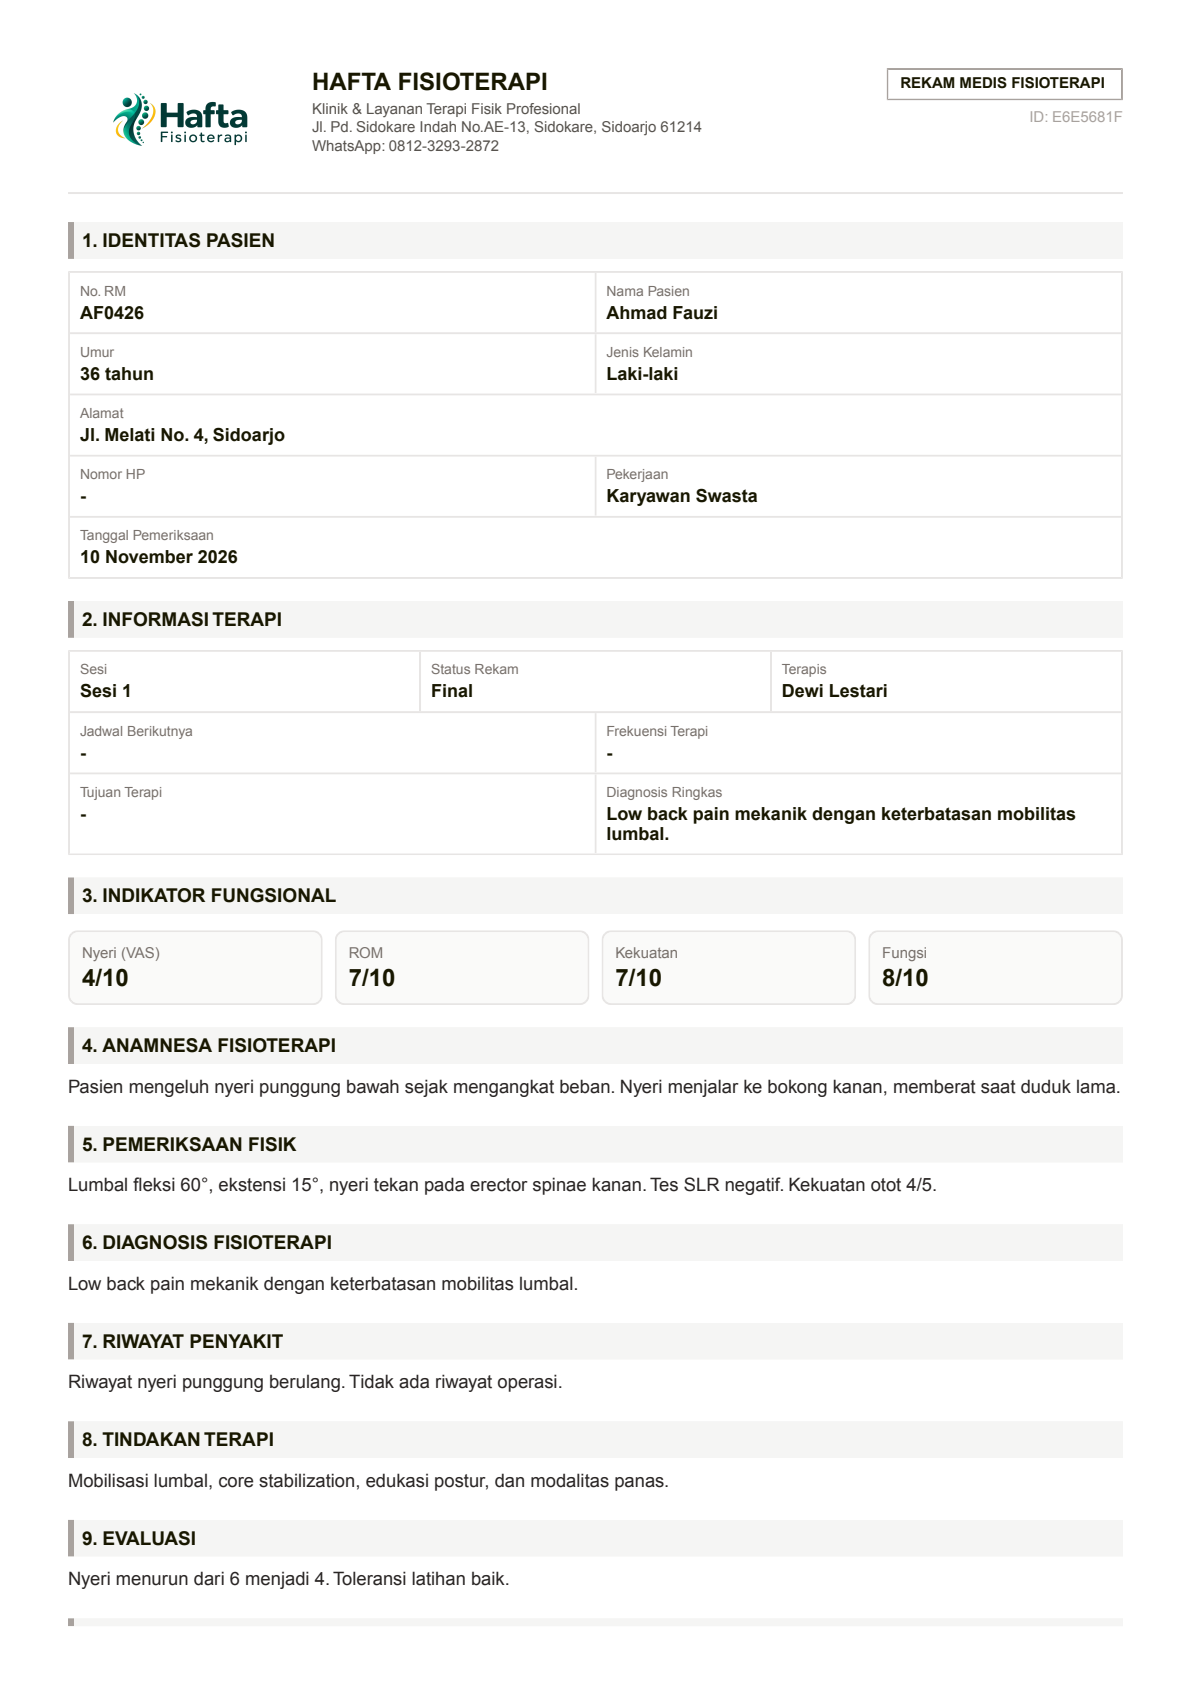 Hafta
Fisioterapi
HAFTA FISIOTERAPI
Klinik & Layanan Terapi Fisik Profesional
Jl. Pd. Sidokare Indah No.AE-13, Sidokare, Sidoarjo 61214
WhatsApp: 0812-3293-2872
REKAM MEDIS FISIOTERAPI
ID: E6E5681F
1. IDENTITAS PASIEN
No. RM
AF0426
Nama Pasien
Ahmad Fauzi
Umur
36 tahun
Jenis Kelamin
Laki-laki
Alamat
Jl. Melati No. 4, Sidoarjo
Nomor HP
-
Pekerjaan
Karyawan Swasta
Tanggal Pemeriksaan
10 November 2026
2. INFORMASI TERAPI
Sesi
Sesi 1
Status Rekam
Final
Terapis
Dewi Lestari
Jadwal Berikutnya
-
Frekuensi Terapi
-
Tujuan Terapi
-
Diagnosis Ringkas
Low back pain mekanik dengan keterbatasan mobilitas
lumbal.
3. INDIKATOR FUNGSIONAL
Nyeri (VAS)
4/10
ROM
7/10
Kekuatan
7/10
Fungsi
8/10
4. ANAMNESA FISIOTERAPI
Pasien mengeluh nyeri punggung bawah sejak mengangkat beban. Nyeri menjalar ke bokong kanan, memberat saat duduk lama.
5. PEMERIKSAAN FISIK
Lumbal fleksi 60°, ekstensi 15°, nyeri tekan pada erector spinae kanan. Tes SLR negatif. Kekuatan otot 4/5.
6. DIAGNOSIS FISIOTERAPI
Low back pain mekanik dengan keterbatasan mobilitas lumbal.
7. RIWAYAT PENYAKIT
Riwayat nyeri punggung berulang. Tidak ada riwayat operasi.
8. TINDAKAN TERAPI
Mobilisasi lumbal, core stabilization, edukasi postur, dan modalitas panas.
9. EVALUASI
Nyeri menurun dari 6 menjadi 4. Toleransi latihan baik.